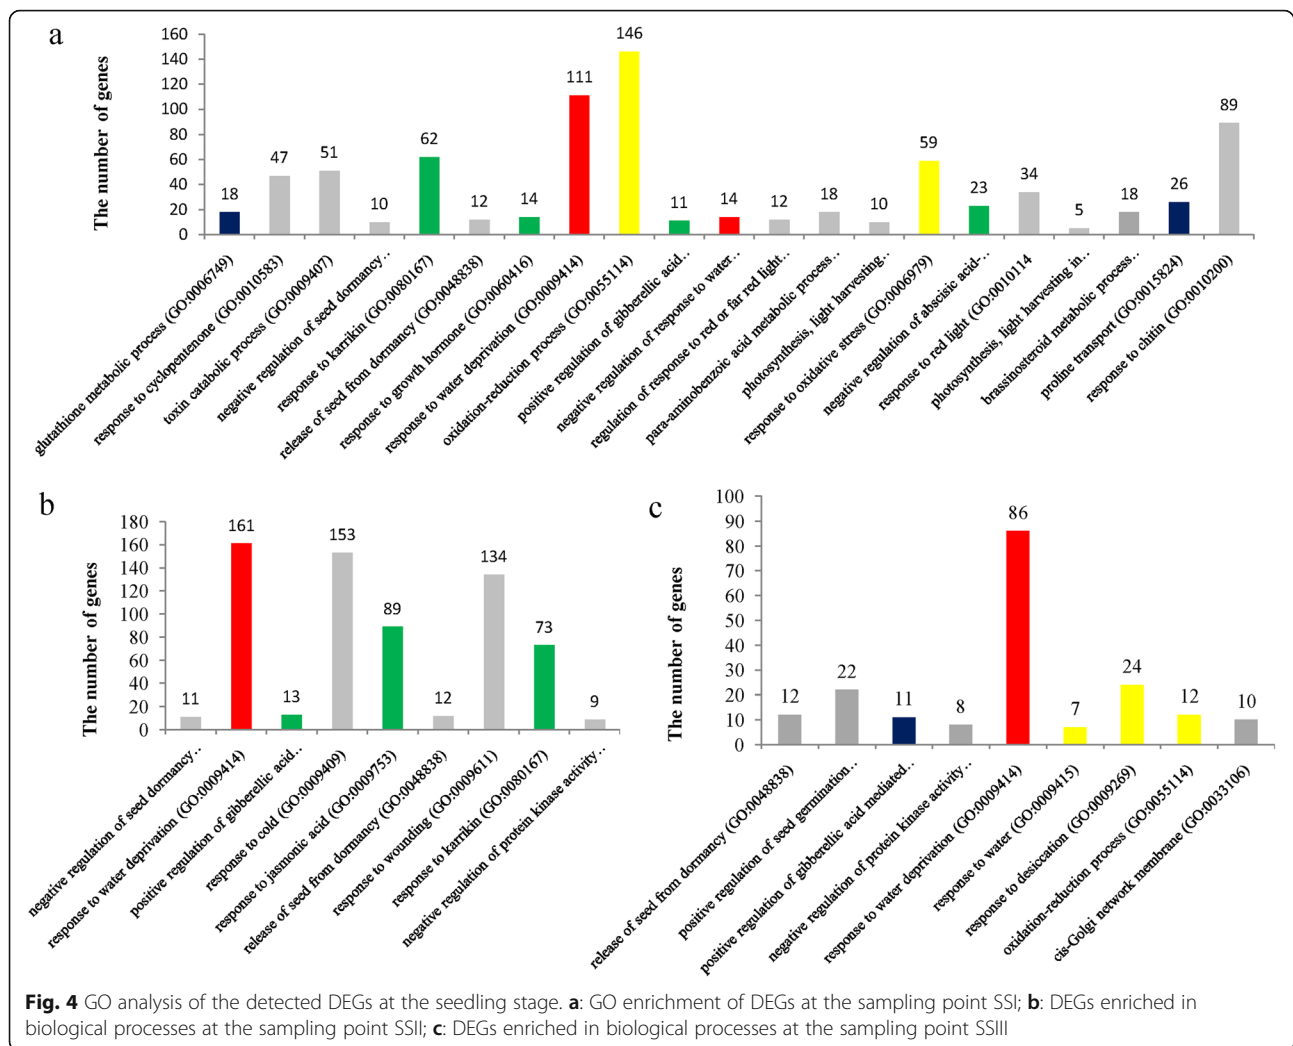 a
The number of genes
160
140
120
100
80
60
40
20
0
18
47
51
10
62
12
14
111
146
11
14
12
18
10
59
23
34
5
18
26
89
glutathione metabolic process (GO:0006749)
response to cyclopentenone (GO:0010583)
toxin catabolic process (GO:0009407)
negative regulation of seed dormancy..
response to karrikin (GO:0080167)
release of seed from dormancy (GO:0048838)
response to growth hormone (GO:0060416)
response to water deprivation (GO:0009414)
oxidation-reduction process (GO:0055114)
positive regulation of gibberellic acid..
negative regulation of response to water..
regulation of response to red or far red light..
para-aminobenzoic acid metabolic process..
photosynthesis, light harvesting..
response to oxidative stress (GO:0006979)
negative regulation of abscisic acid-..
response to red light (GO:0010114
photosynthesis, light harvesting in..
brassinosteroid metabolic process..
proline transport (GO:0015824)
response to chitin (GO:0010200)
b
The number of genes
180
160
140
120
100
80
60
40
20
0
11
161
13
153
89
12
134
73
9
negative regulation of seed dormancy..
response to water deprivation (GO:0009414)
positive regulation of gibberellic acid..
response to cold (GO:0009409)
response to jasmonic acid (GO:0009753)
release of seed from dormancy (GO:0048838)
response to wounding (GO:0009611)
response to karrikin (GO:0080167)
negative regulation of protein kinase activity..
c
The number of genes
100
90
80
70
60
50
40
30
20
10
0
12
22
11
8
86
7
24
12
10
release of seed from dormancy (GO:0048838)
positive regulation of seed germination..
positive regulation of gibberellic acid mediated..
negative regulation of protein kinase activity..
response to water deprivation (GO:0009414)
response to water (GO:0009415)
response to desiccation (GO:0009269)
oxidation-reduction process (GO:0055114)
cis-Golgi network membrane (GO:0033106)
Fig. 4 GO analysis of the detected DEGs at the seedling stage. a: GO enrichment of DEGs at the sampling point SSI; b: DEGs enriched in
biological processes at the sampling point SSII; c: DEGs enriched in biological processes at the sampling point SSIII